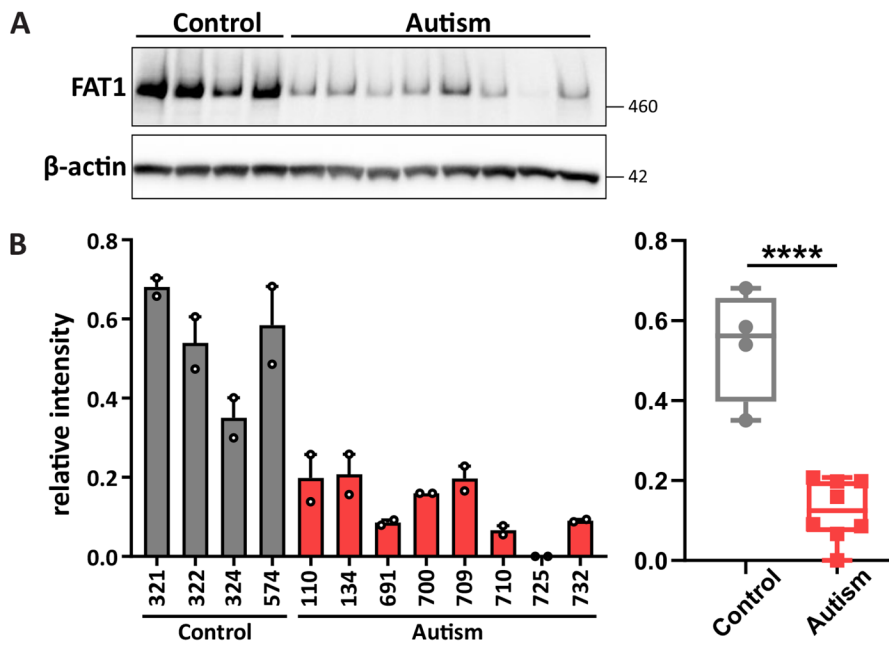 A
Control Autism
FAT1
460
β-actin
42
B
relative intensity
0.8
0.6
0.4
0.2
0.0
321 322 324 574 110 134 691 700 709 710 725 732
Control Autism
0.8
0.6
0.4
0.2
0.0
****
Control Autism